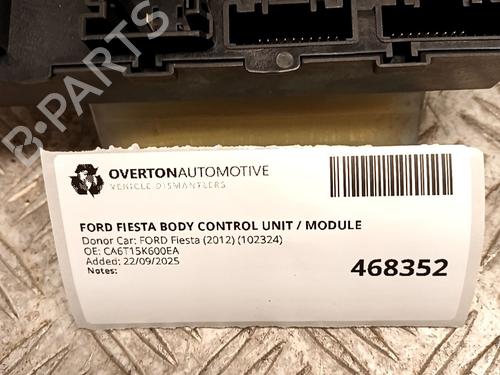 B-PARTS
OVERTONAUTOMOTIVE
VEHICLE DISMANTLERS
FORD FIESTA BODY CONTROL UNIT / MODULE
Donor Car: FORD Fiesta (2012) (102324)
OE: CA6T15K600EA
Added: 22/09/2025
Notes:
468352